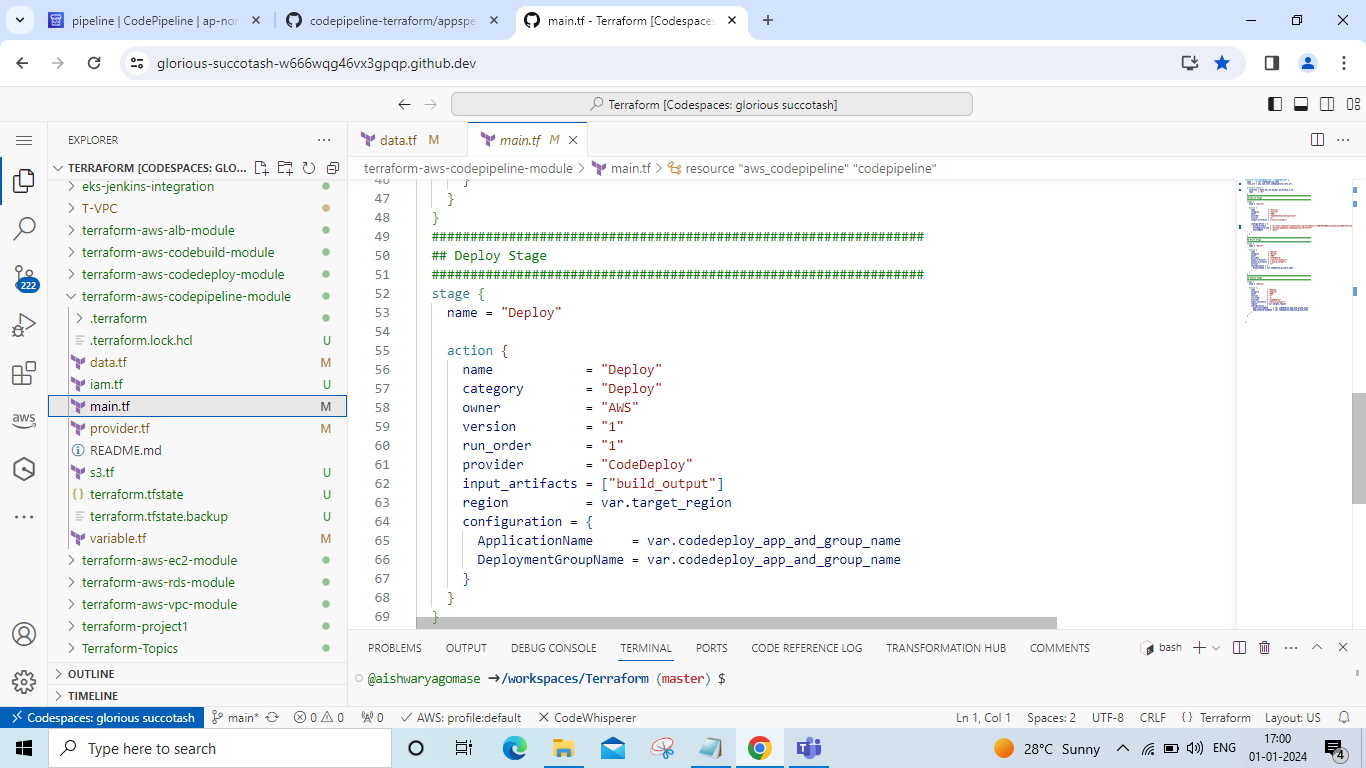 pipeline | CodePipeline | ap-nor
codepipeline-terraform/appspe
main.tf - Terraform [Codespaces
glorious-succotash-w666wqg46vx3gpqp.github.dev
Terraform [Codespaces: glorious succotash]
EXPLORER
TERRAFORM [CODESPACES: GLO...
eks-jenkins-integration
T-VPC
terraform-aws-alb-module
terraform-aws-codebuild-module
terraform-aws-codedeploy-module
terraform-aws-codepipeline-module
.terraform
.terraform.lock.hcl U
data.tf M
iam.tf U
main.tf M
provider.tf M
README.md
s3.tf U
terraform.tfstate U
terraform.tfstate.backup U
variable.tf M
terraform-aws-ec2-module
terraform-aws-rds-module
terraform-aws-vpc-module
terraform-project1
Terraform-Topics
OUTLINE
TIMELINE
222
aws
data.tf M
main.tf M
terraform-aws-codepipeline-module > main.tf > resource "aws_codepipeline" "codepipeline"
46 }
47 }
48 }
49 ################################################################
50 ## Deploy Stage
51 ################################################################
52 stage {
53 name = "Deploy"
54
55 action {
56 name = "Deploy"
57 category = "Deploy"
58 owner = "AWS"
59 version = "1"
60 run_order = "1"
61 provider = "CodeDeploy"
62 input_artifacts = ["build_output"]
63 region = var.target_region
64 configuration = {
65 ApplicationName = var.codedeploy_app_and_group_name
66 DeploymentGroupName = var.codedeploy_app_and_group_name
67 }
68 }
69 }
PROBLEMS OUTPUT DEBUG CONSOLE TERMINAL PORTS CODE REFERENCE LOG TRANSFORMATION HUB COMMENTS
bash
@aishwaryagomase ➜/workspaces/Terraform (master) $
Codespaces: glorious succotash main* 0 0 0 AWS: profile:default CodeWhisperer
Ln 1, Col 1 Spaces: 2 UTF-8 CRLF {} Terraform Layout: US
Type here to search
28°C Sunny
ENG
17:00
01-01-2024
4